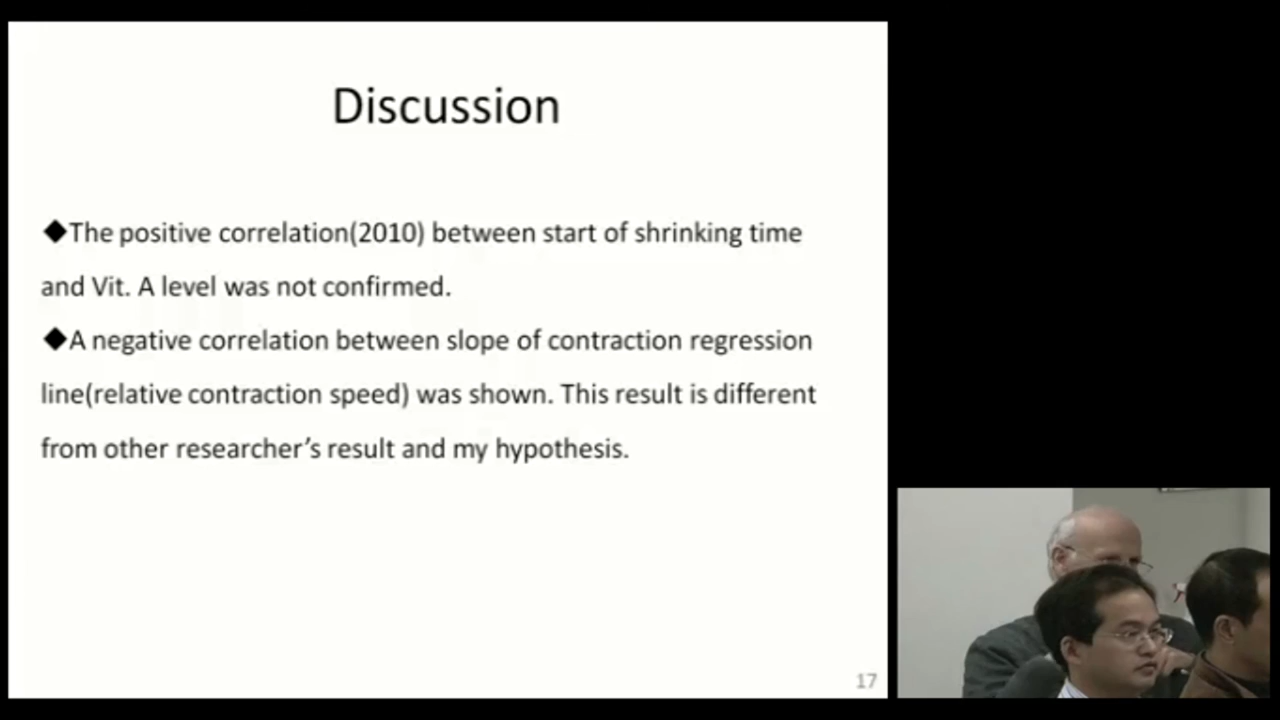 Discussion
◆The positive correlation(2010) between start of shrinking time
and Vit. A level was not confirmed.
◆A negative correlation between slope of contraction regression
line(relative contraction speed) was shown. This result is different
from other researcher's result and my hypothesis.
17